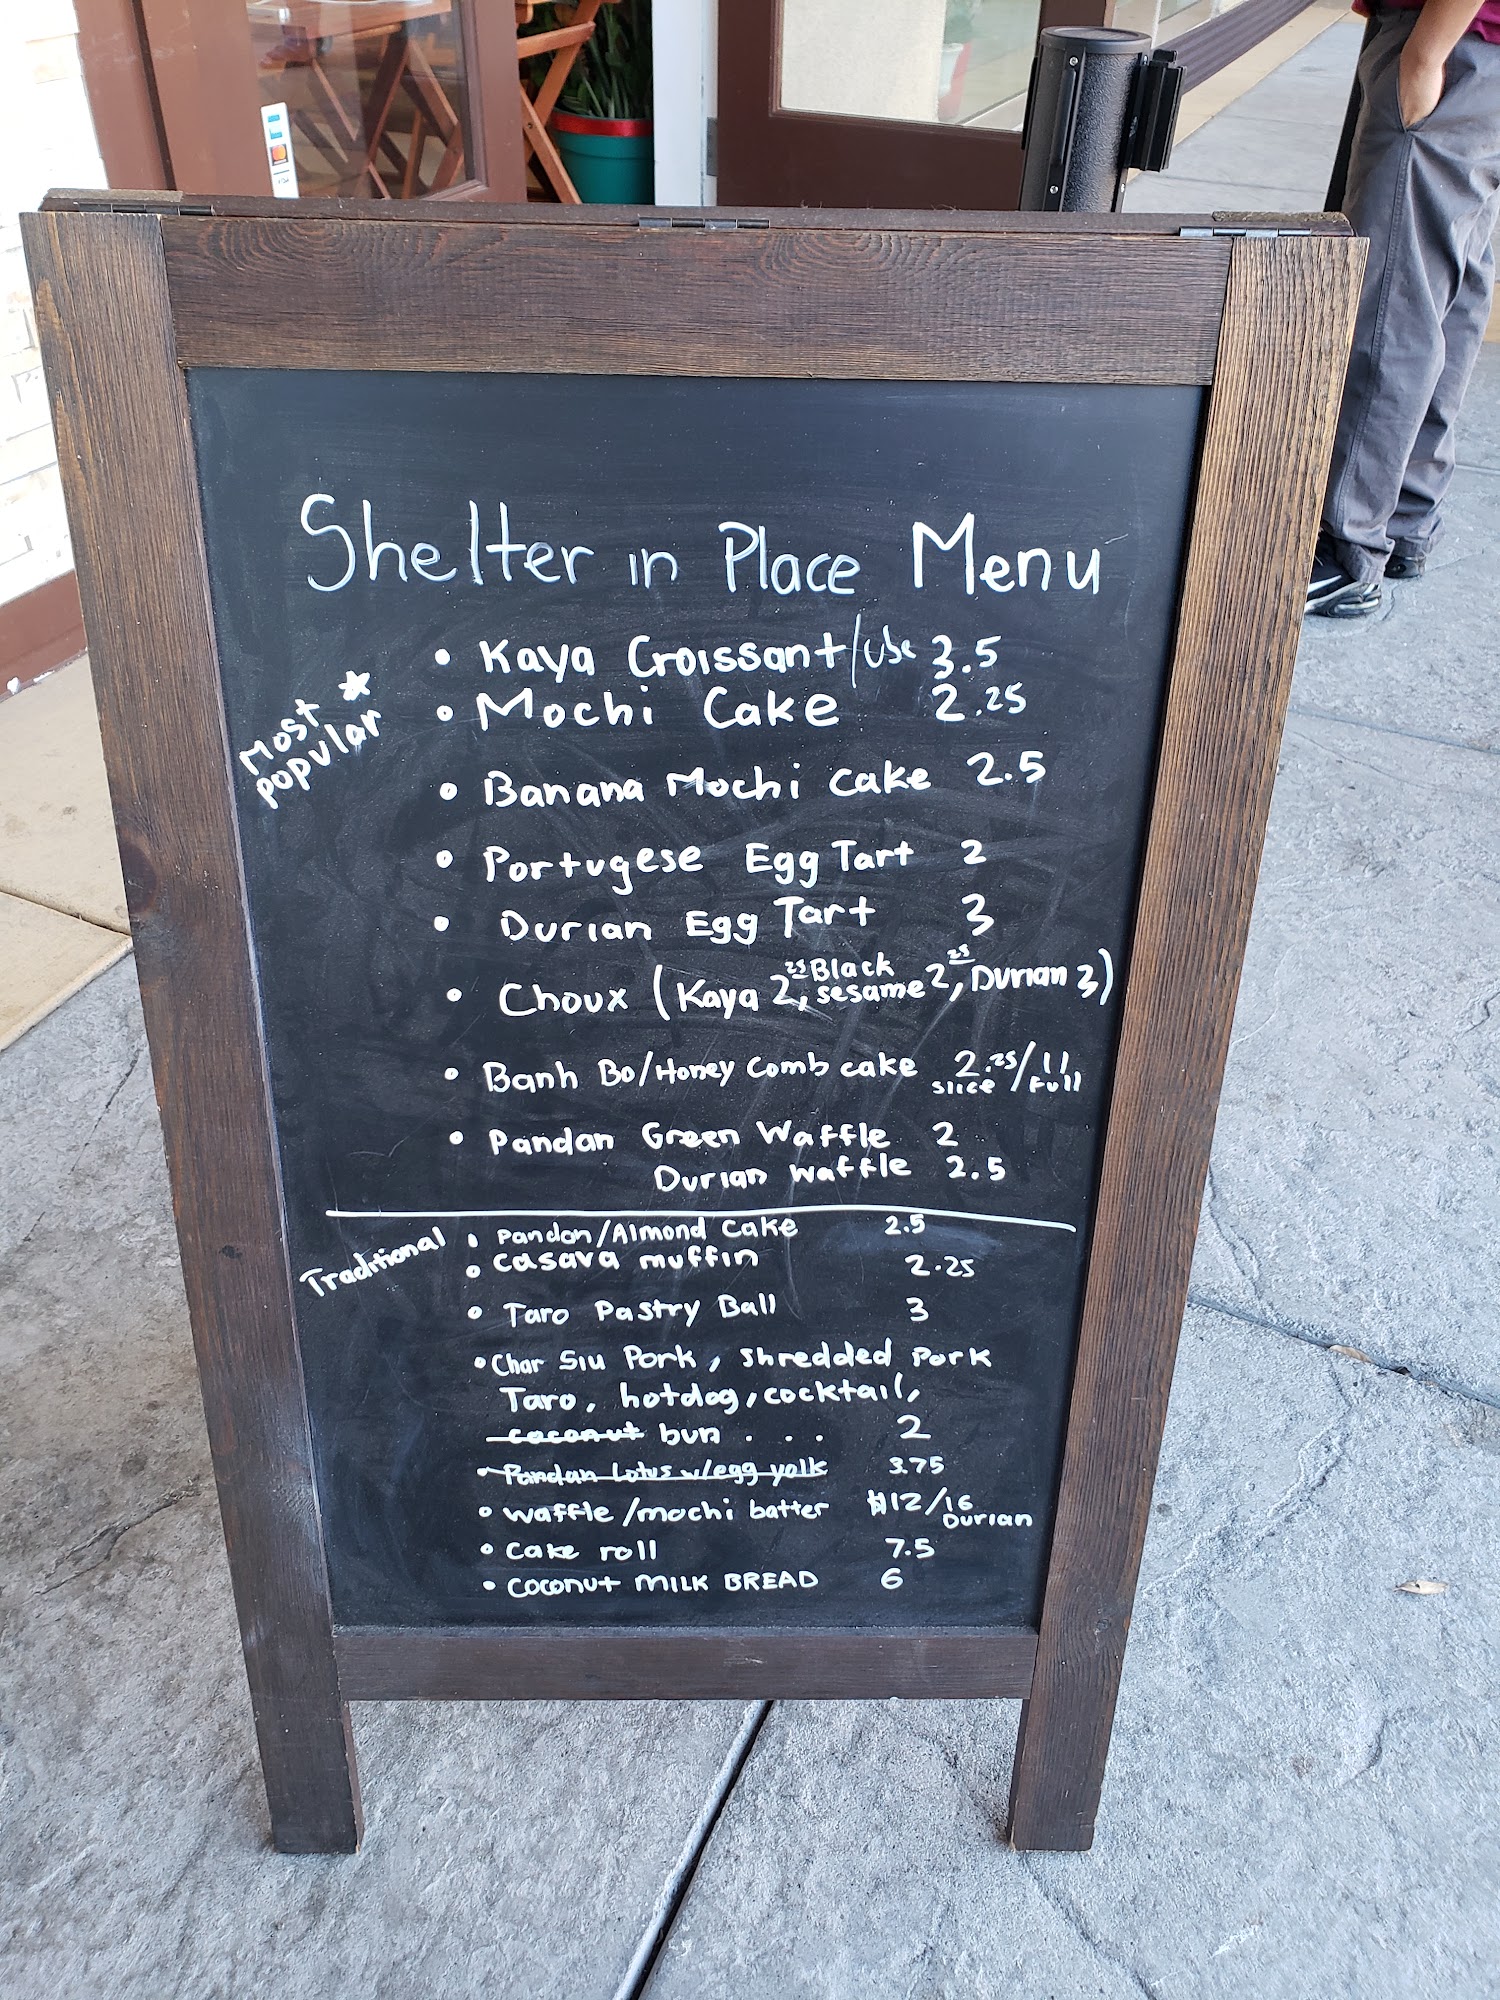 Shelter in Place Menu
Most ★
popular
• Kaya Croissant/Ube 3.5
• Mochi Cake 2.25
• Banana Mochi cake 2.5
• Portugese Egg Tart 2
• Durian Egg Tart 3
• Choux (Kaya 2.25, Black sesame 2.25, Durian 3)
• Banh Bo/Honey Comb cake 2.25 slice / 11 full
• Pandan Green Waffle 2
Durian Waffle 2.5
Traditional
• Pandan/Almond Cake 2.5
• Casava muffin 2.25
• Taro Pastry Ball 3
• Char Siu Pork, Shredded Pork
Taro, hotdog, cocktail,
coconut bun . . . 2
• Pandan Lotus w/egg yolk 3.75
• Waffle/mochi batter $12/16 Durian
• Cake roll 7.5
• Coconut MILK BREAD 6